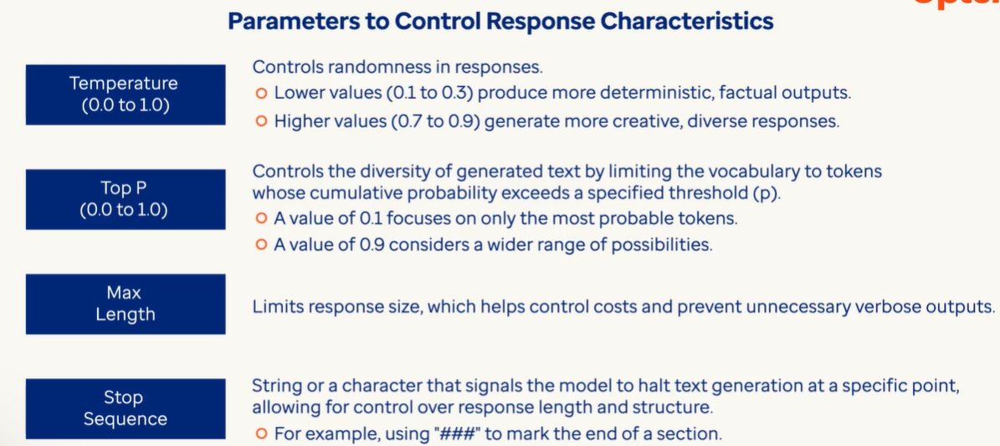 Parameters to Control Response Characteristics
Temperature
(0.0 to 1.0)
Controls randomness in responses.
Lower values (0.1 to 0.3) produce more deterministic, factual outputs.
Higher values (0.7 to 0.9) generate more creative, diverse responses.
Top P
(0.0 to 1.0)
Controls the diversity of generated text by limiting the vocabulary to tokens
whose cumulative probability exceeds a specified threshold (p).
A value of 0.1 focuses on only the most probable tokens.
A value of 0.9 considers a wider range of possibilities.
Max
Length
Limits response size, which helps control costs and prevent unnecessary verbose outputs.
Stop
Sequence
String or a character that signals the model to halt text generation at a specific point,
allowing for control over response length and structure.
For example, using "###" to mark the end of a section.